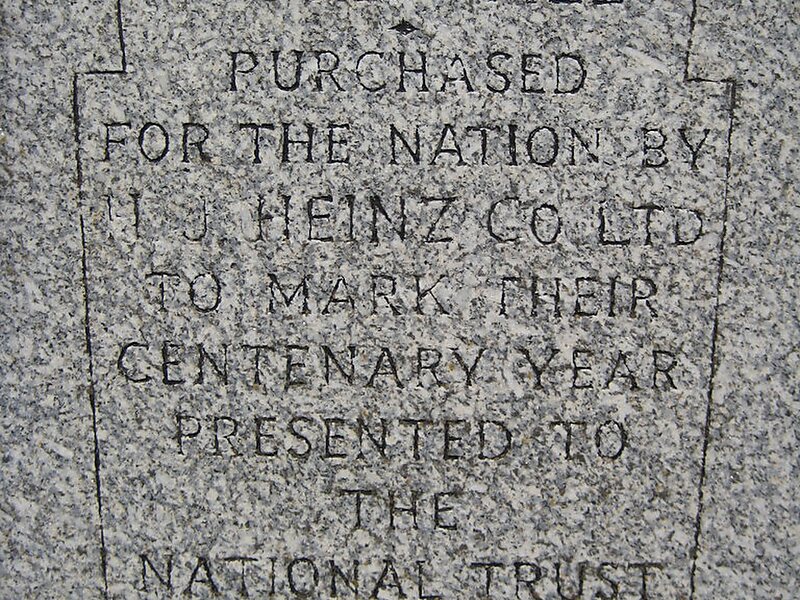 PURCHASED
FOR THE NATION BY
H J HEINZ CO LTD
TO MARK THEIR
CENTENARY YEAR
PRESENTED TO
THE
NATIONAL TRUST